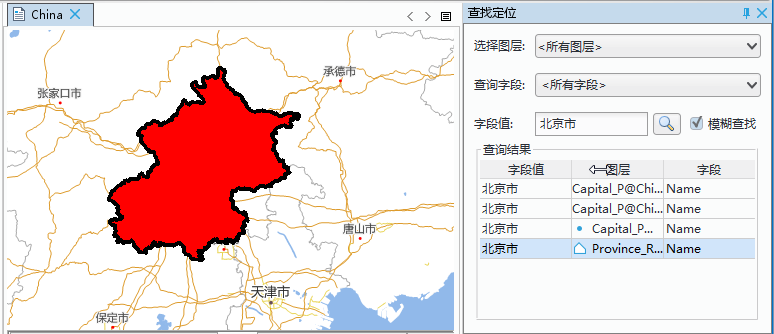 China
张家口市
承德市
唐山市
天津市
保定市
查找定位
选择图层: <所有图层>
查询字段: <所有字段>
字段值: 北京市 模糊查找
查询结果
字段值 图层 字段
北京市 Capital_P@Chi... Name
北京市 Capital_P@Chi... Name
北京市 Capital_P... Name
北京市 Province_R... Name